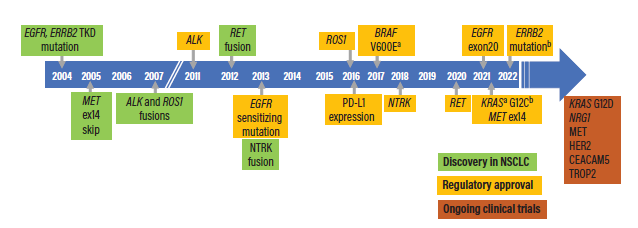 EGFR, ERRB2 TKD
mutation
ALK
RET
fusion
ROS1
BRAF
V600Eª
EGFR
exon20
ERRB2
mutationᵇ
2004 2005 2006 2007 2011 2012 2013 2014 2015 2016 2017 2018 2019 2020 2021 2022
MET
ex14
skip
ALK and ROS1
fusions
EGFR
sensitizing
mutation
NTRK
fusion
PD-L1
expression
NTRK
RET
KRASª G12Cᵇ
MET ex14
KRAS G12D
NRG1
MET
HER2
CEACAM5
TROP2
Discovery in NSCLC
Regulatory approval
Ongoing clinical trials